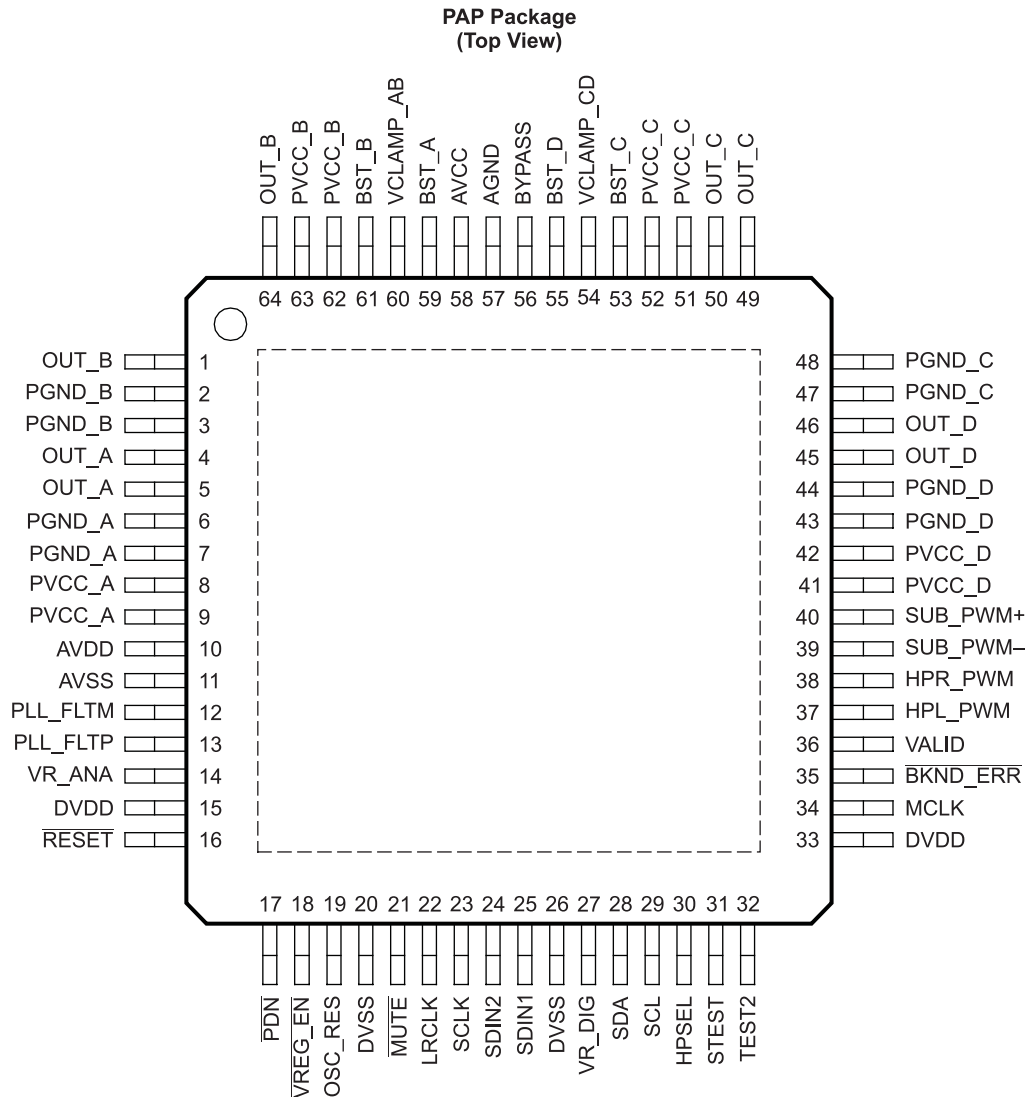 PAP Package
(Top View)
OUT_B
PVCC_B
PVCC_B
BST_B
VCLAMP_AB
BST_A
AVCC
AGND
BYPASS
BST_D
VCLAMP_CD
BST_C
PVCC_C
PVCC_C
OUT_C
OUT_C
64 63 62 61 60 59 58 57 56 55 54 53 52 51 50 49
OUT_B 1
PGND_B 2
PGND_B 3
OUT_A 4
OUT_A 5
PGND_A 6
PGND_A 7
PVCC_A 8
PVCC_A 9
AVDD 10
AVSS 11
PLL_FLTM 12
PLL_FLTP 13
VR_ANA 14
DVDD 15
RESET 16
48 PGND_C
47 PGND_C
46 OUT_D
45 OUT_D
44 PGND_D
43 PGND_D
42 PVCC_D
41 PVCC_D
40 SUB_PWM+
39 SUB_PWM–
38 HPR_PWM
37 HPL_PWM
36 VALID
35 BKND_ERR
34 MCLK
33 DVDD
17 18 19 20 21 22 23 24 25 26 27 28 29 30 31 32
PDN
VREG_EN
OSC_RES
DVSS
MUTE
LRCLK
SCLK
SDIN2
SDIN1
DVSS
VR_DIG
SDA
SCL
HPSEL
STEST
TEST2